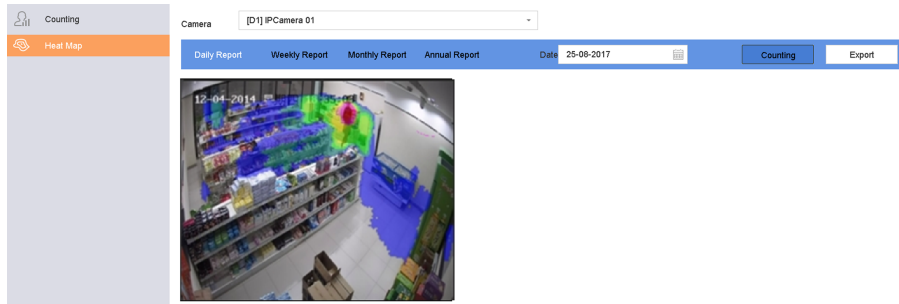 Counting
Camera
[D1] IPCamera 01
Heat Map
Daily Report Weekly Report Monthly Report Annual Report Date 25-08-2017 Counting Export
12-04-2014